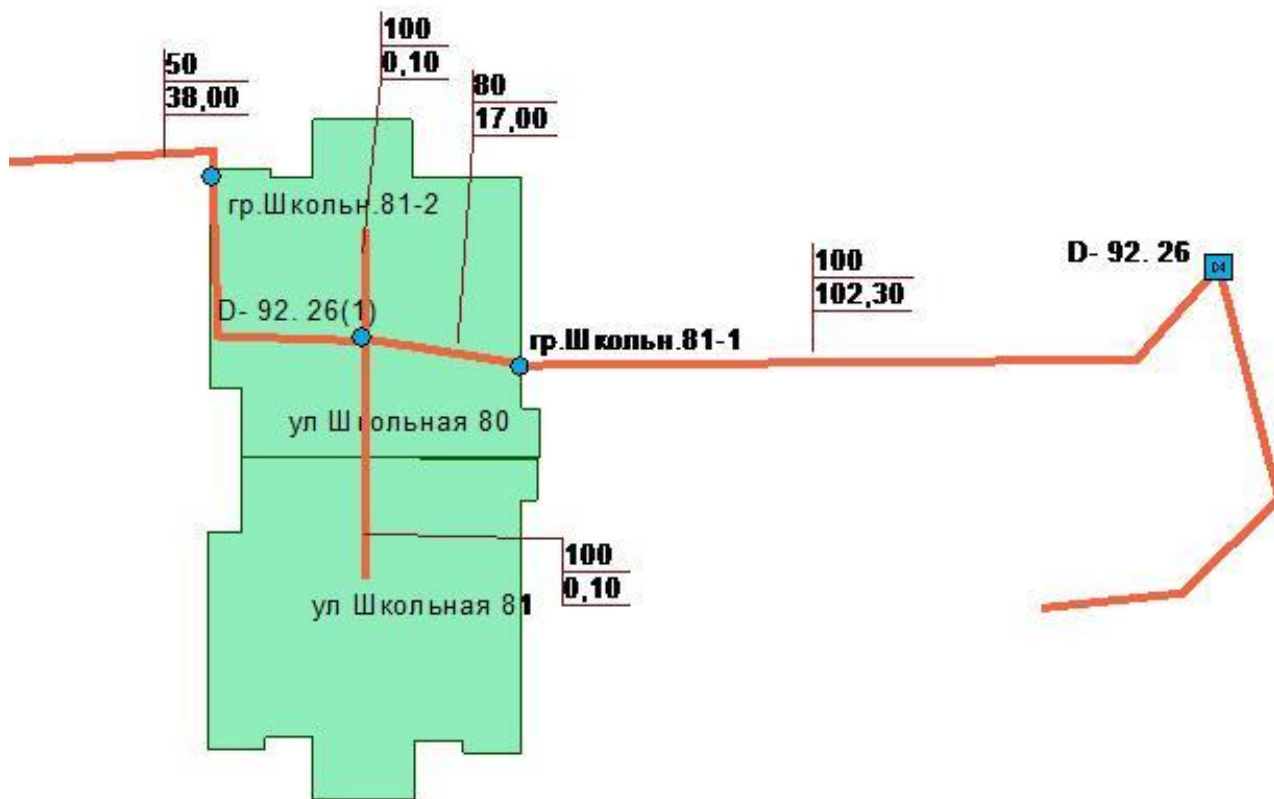 100
0,10
50
38,00
80
17,00
гр.Школьн.81-2
D- 92. 26
100
102,30
D- 92. 26(1)
гр.Школьн.81-1
ул Школьная 80
100
0,10
ул Школьная 81